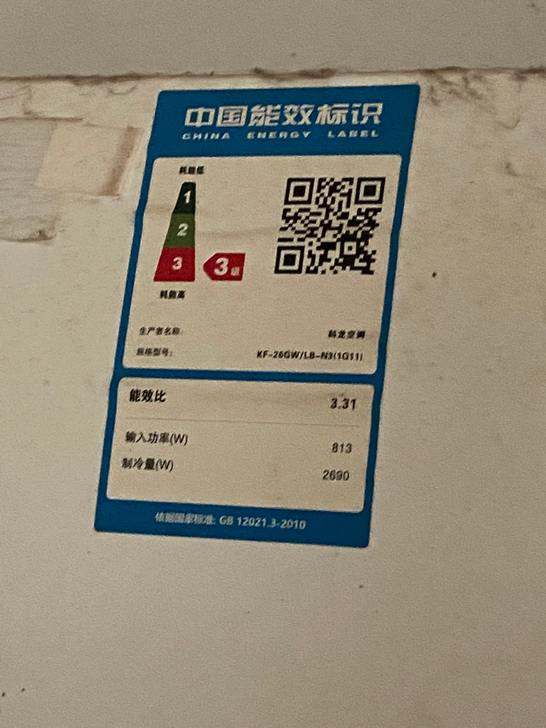 中国能效标识
CHINA ENERGY LABEL
耗能低
1
2
3
3级
耗能高
生产者名称: 科龙空调
规格型号: KF-26GW/LB-N3(1Q11)
能效比 3.31
输入功率(W) 813
制冷量(W) 2690
依据国家标准: GB 12021.3-2010